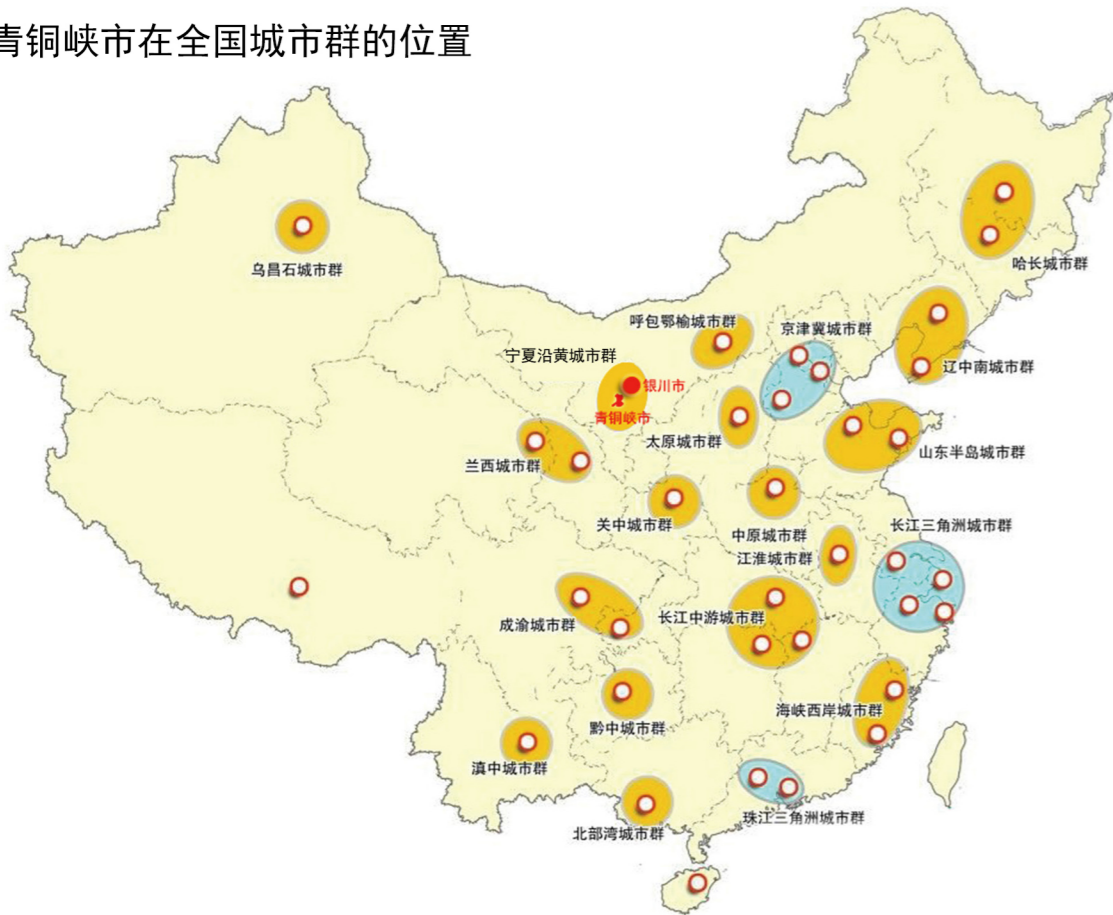 青铜峡市在全国城市群的位置
乌昌石城市群
哈长城市群
呼包鄂榆城市群
京津冀城市群
宁夏沿黄城市群
辽中南城市群
银川市
青铜峡市
太原城市群
山东半岛城市群
兰西城市群
关中城市群
中原城市群
长江三角洲城市群
江淮城市群
成渝城市群
长江中游城市群
海峡西岸城市群
黔中城市群
滇中城市群
珠江三角洲城市群
北部湾城市群